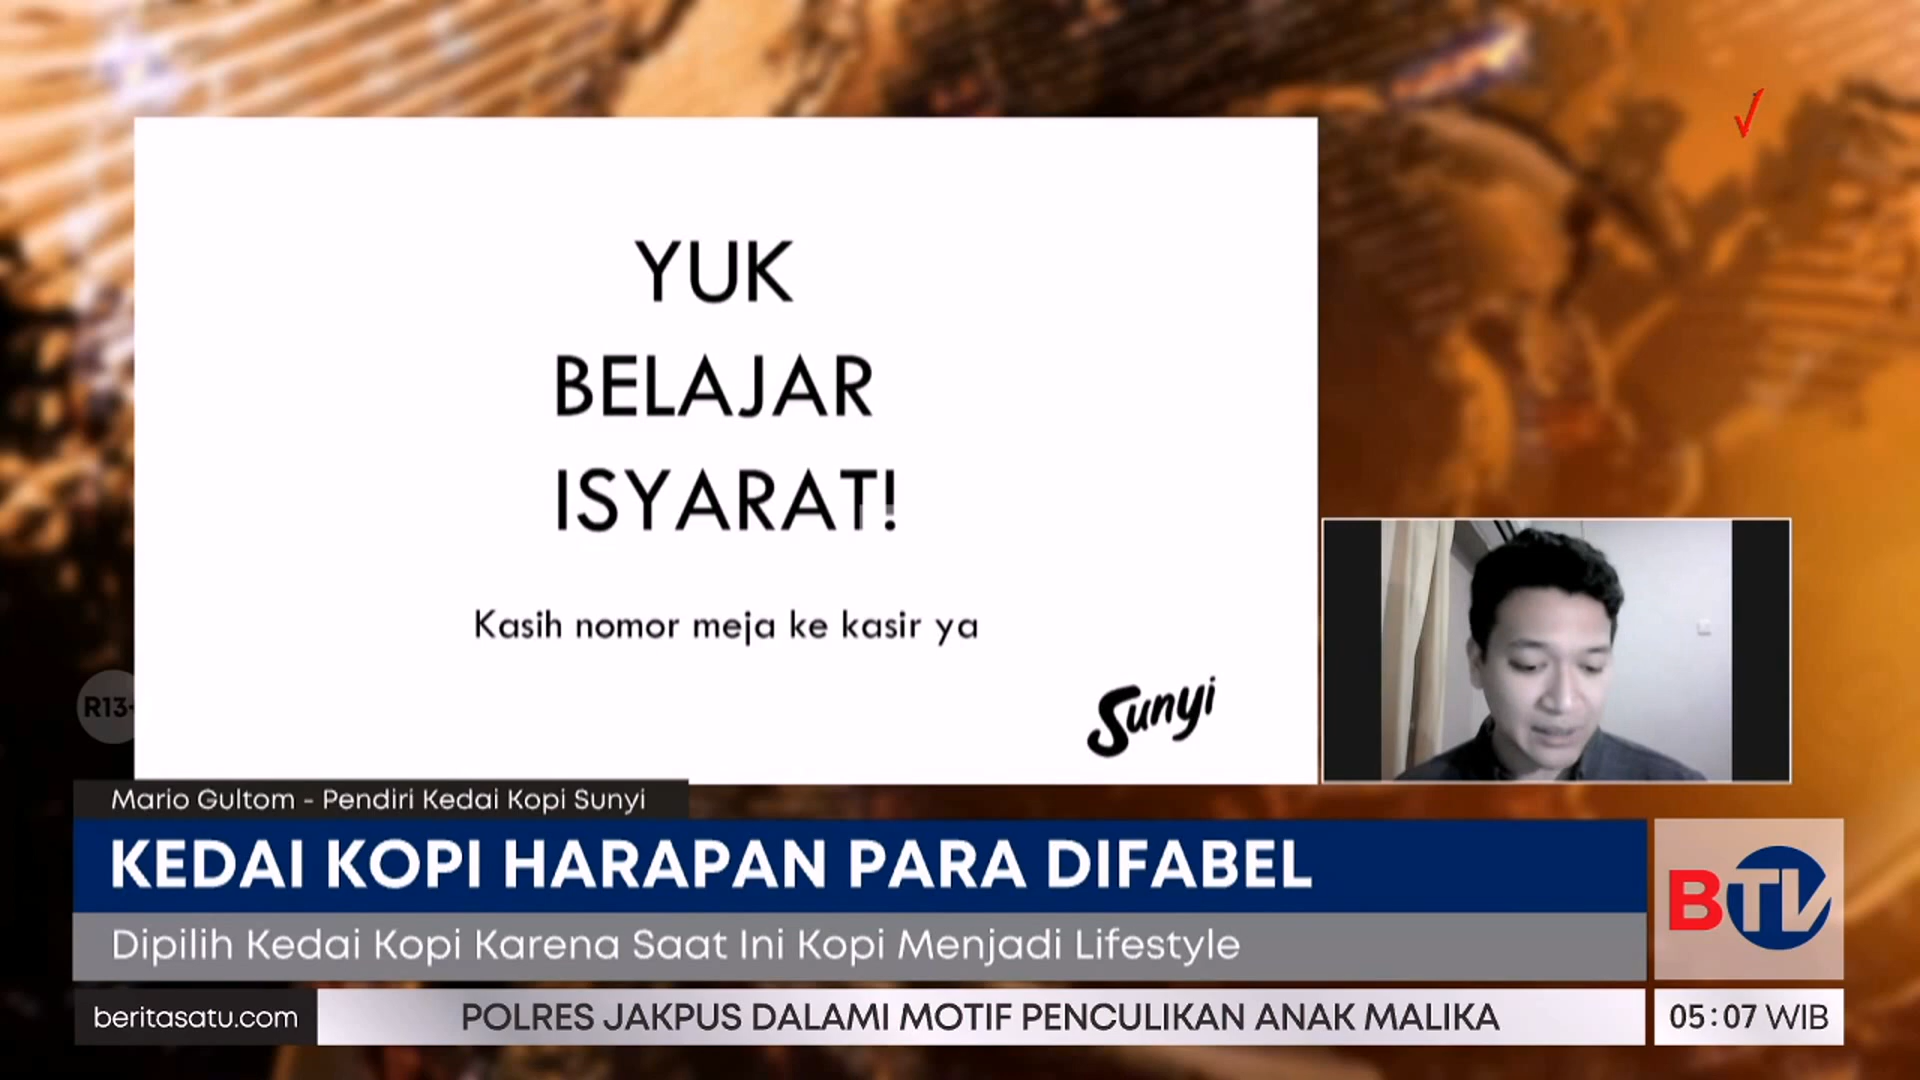 YUK
BELAJAR
ISYARAT!
Kasih nomor meja ke kasir ya
Sunyi
R13+
Mario Gultom - Pendiri Kedai Kopi Sunyi
KEDAI KOPI HARAPAN PARA DIFABEL
Dipilih Kedai Kopi Karena Saat Ini Kopi Menjadi Lifestyle
BTV
beritasatu.com
POLRES JAKPUS DALAMI MOTIF PENCULIKAN ANAK MALIKA
05:07 WIB